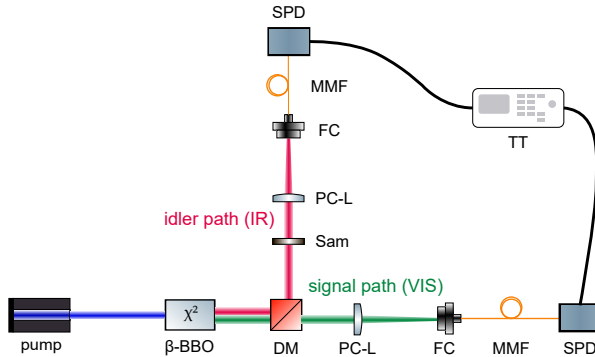 SPD
MMF
TT
FC
PC-L
idler path (IR)
Sam
signal path (VIS)
χ²
pump
β-BBO
DM
PC-L
FC
MMF
SPD